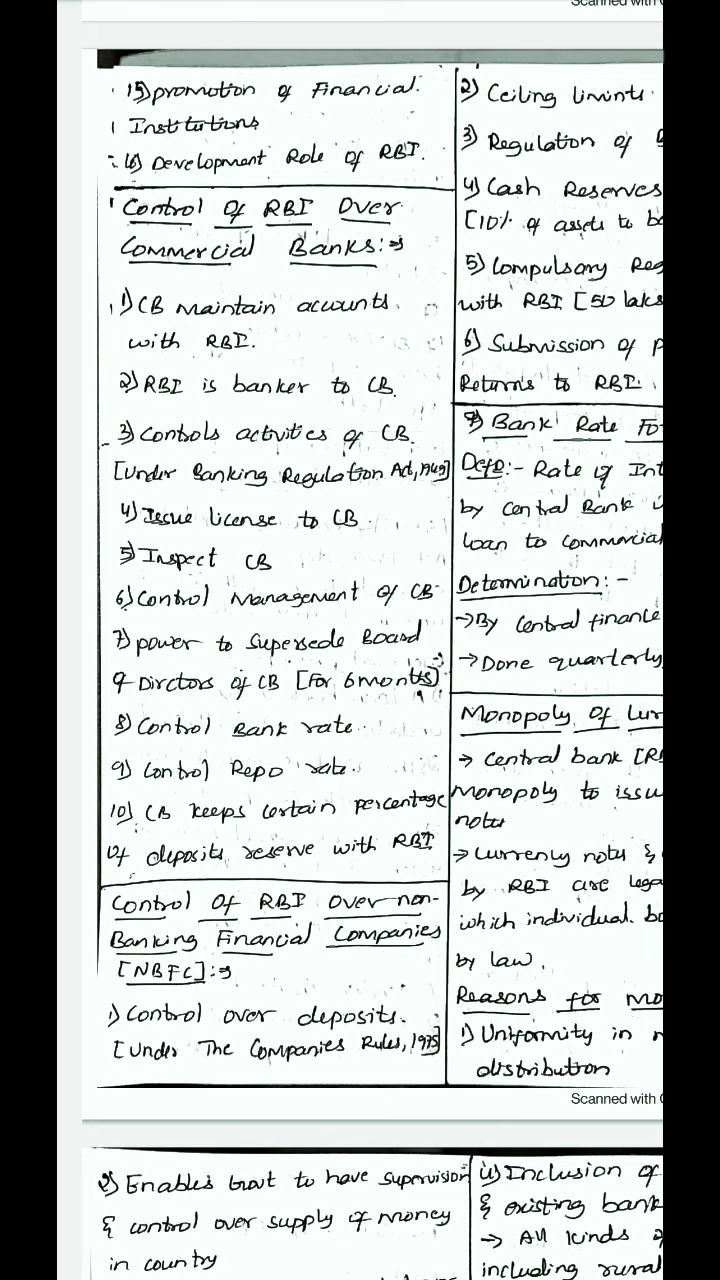 Scanned with
15) promotion of Financial.
Institutions
16) Development Role of RBI.
Control Of RBI Over
Commercial Banks:⇒
1) CB Maintain accounts
with RBI.
2) RBI is banker to CB.
3) Controls activities of CB.
[Under Banking Regulation Act, 1949]
4) Issue license to CB
5) Inspect CB
6) Control Management of CB
7) power to Supersede Board
of Dirctors of CB [For 6 months]
8) Control Bank rate.
9) Control Repo rate.
10) CB keeps certain percentage
Of deposits reserve with RBI
Control Of RBI Over non-
Banking Financial Companies
[NBFC]:⇒
1) Control over deposits.
[Under The Companies Rules, 1975]
2) Ceiling limints.
3) Regulation of
4) Cash Reserves
[10% of assets to
5) Compulsory Reg
with RBI [50 laks
6) Submission of P
Returns to RBI.
Bank Rate
Defn:- Rate of Int
by Central Bank
loan to commercial
Determination:-
→By Central finance
→Done quarterly
Monopoly Of Cur
→ Central bank [RB
Monopoly to issu
notes
→ Currency notes &
by RBI are lega
which individual
by law.
Reasons for Mo
1) Uniformity in
distribution
Scanned with C
2) Enables Govt to have supervision
& control over supply of money
in country
ii) Inclusion of
& existing bank
→ All kinds
including rural